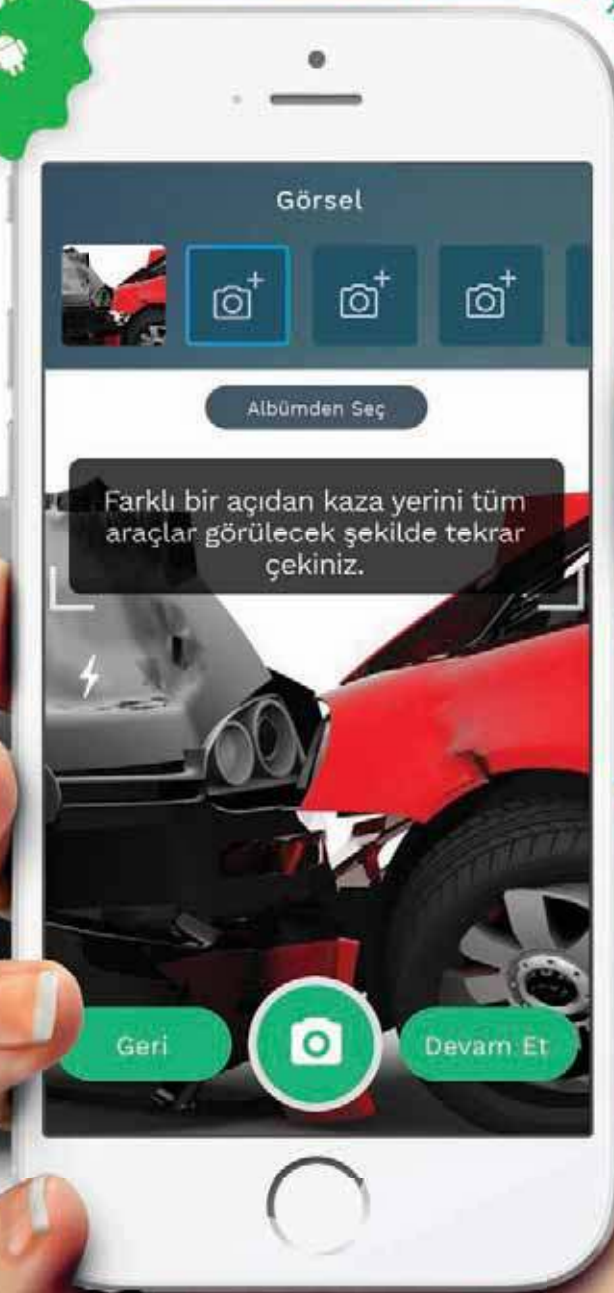 Görsel
Albümden Seç
Farklı bir açıdan kaza yerini tüm
araçlar görülecek şekilde tekrar
çekiniz.
Geri
Devam Et